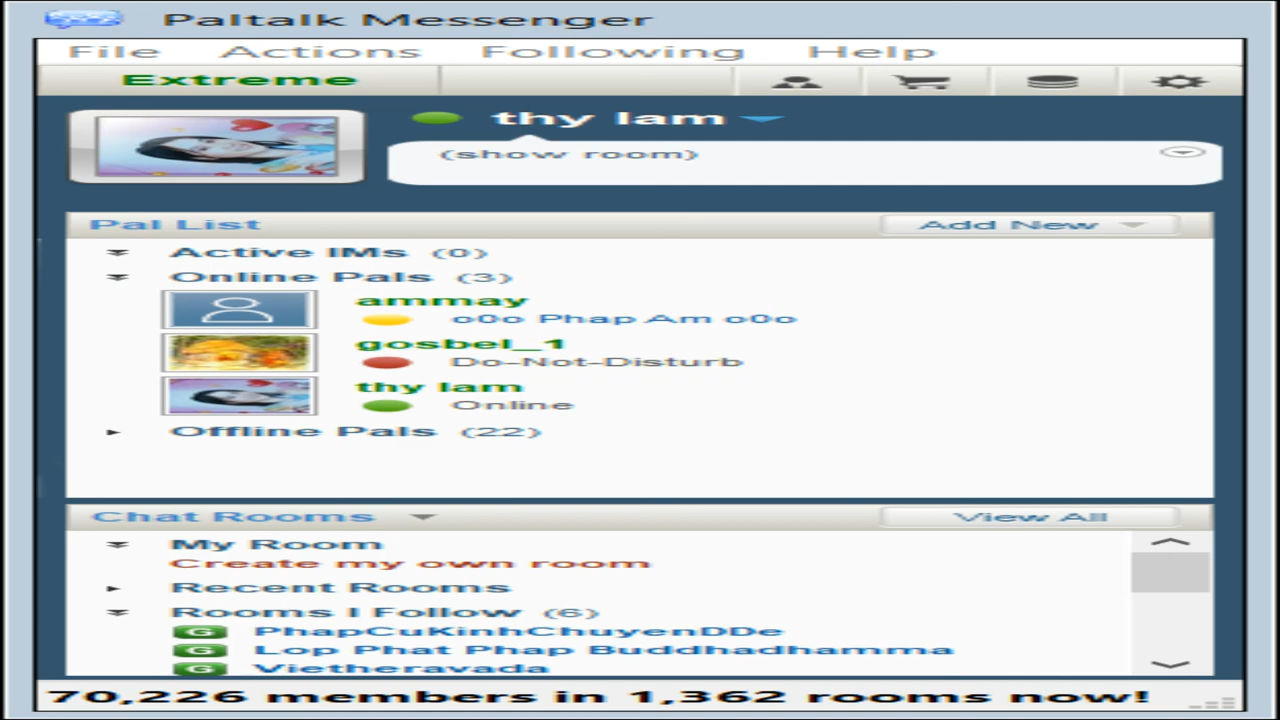 Paltalk Messenger
File Actions Following Help
Extreme
thy lam
(show room)
Pal List Add New
Active IMs (0)
Online Pals (3)
ammay
o0o Phap Am o0o
gosbel_1
Do-Not-Disturb
thy lam
Online
Offline Pals (22)
Chat Rooms View All
My Room
Create my own room
Recent Rooms
Rooms I Follow (6)
G PhapCuKinhChuyenDDe
G Lop Phat Phap Buddhadhamma
G Vietheravada
70,226 members in 1,362 rooms now!